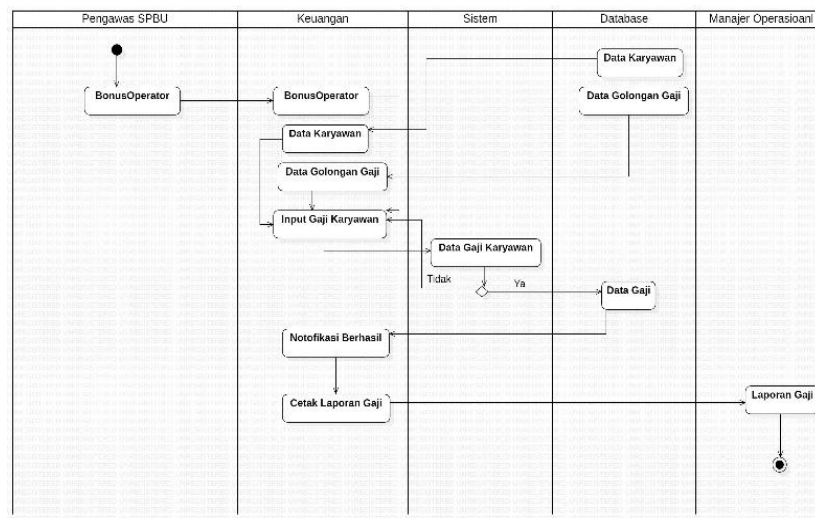 Pengawas SPBU
Keuangan
Sistem
Database
Manajer Operasioanl
Data Karyawan
BonusOperator
BonusOperator
Data Golongan Gaji
Data Karyawan
Data Golongan Gaji
Input Gaji Karyawan
Data Gaji Karyawan
Tidak
Ya
Data Gaji
Notofikasi Berhasil
Cetak Laporan Gaji
Laporan Gaji